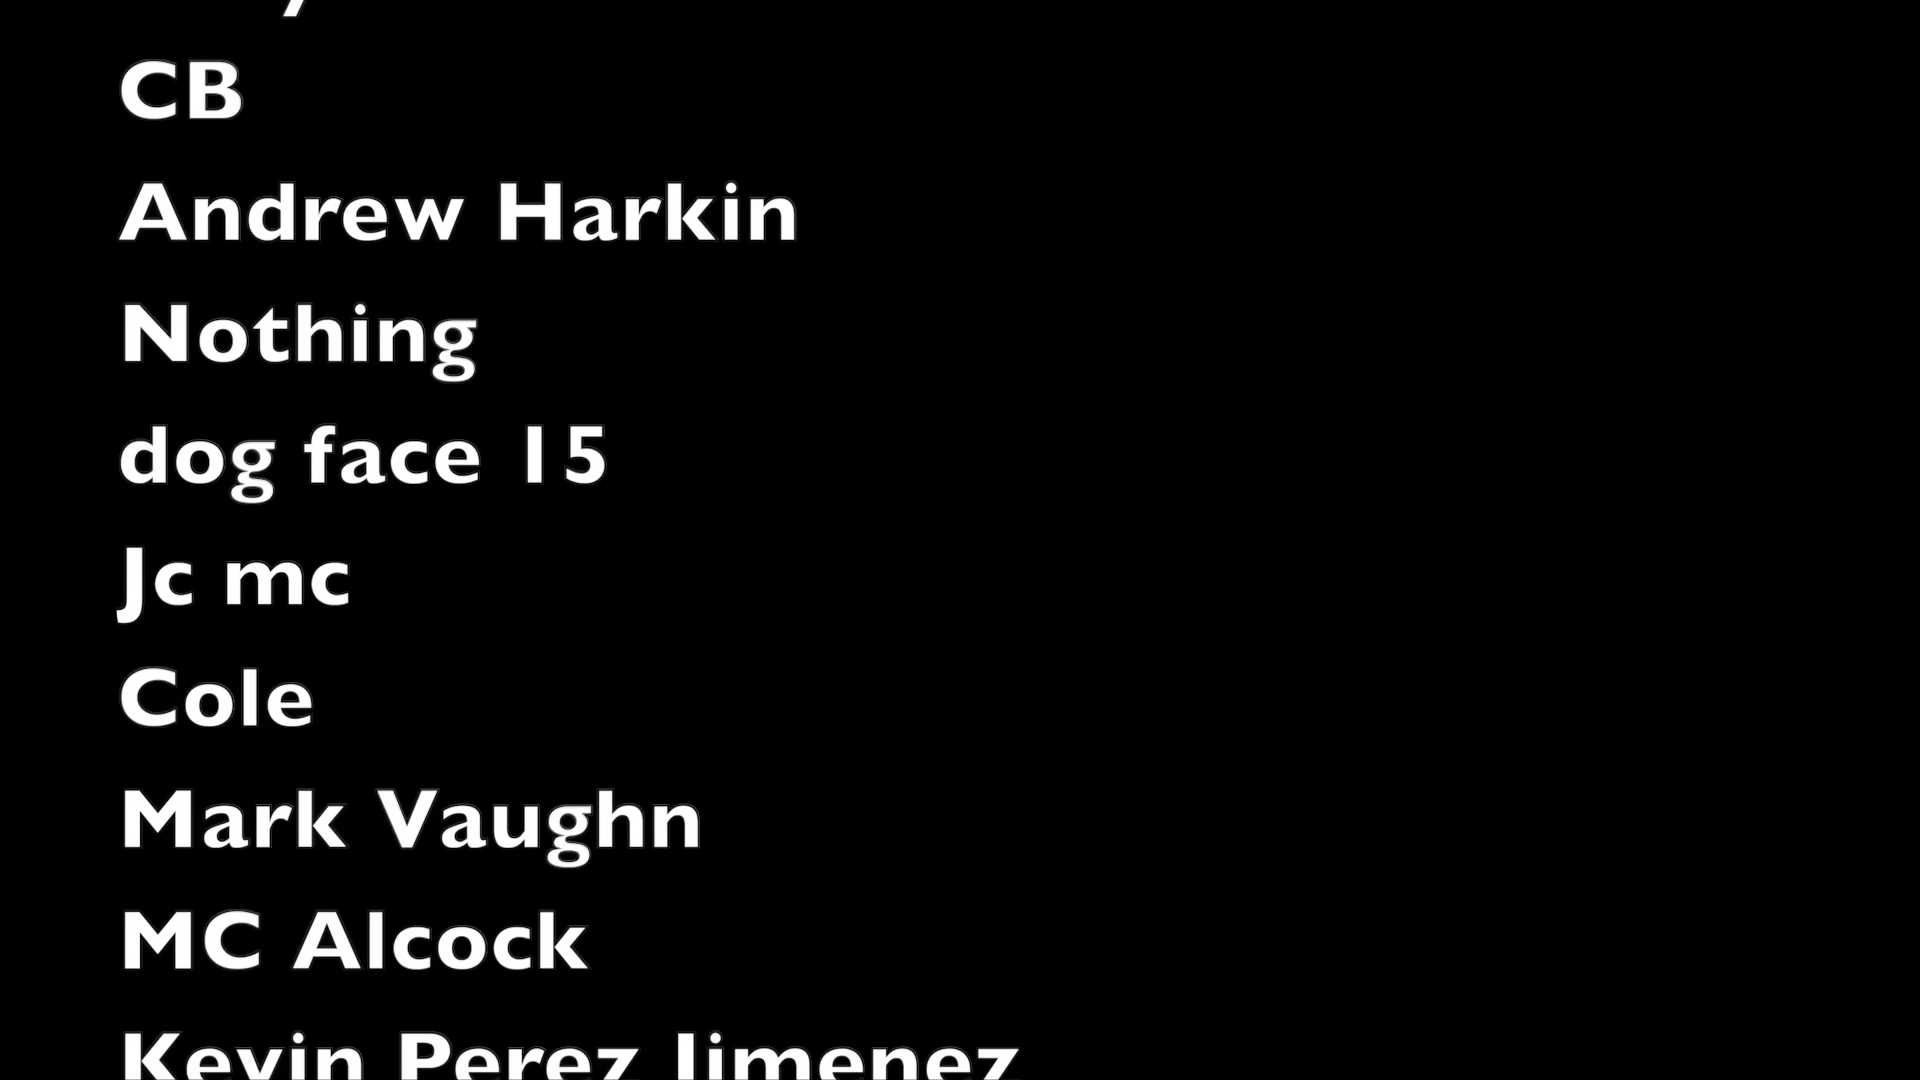 CB
Andrew Harkin
Nothing
dog face 15
Jc mc
Cole
Mark Vaughn
MC Alcock
Kevin Perez Jimenez